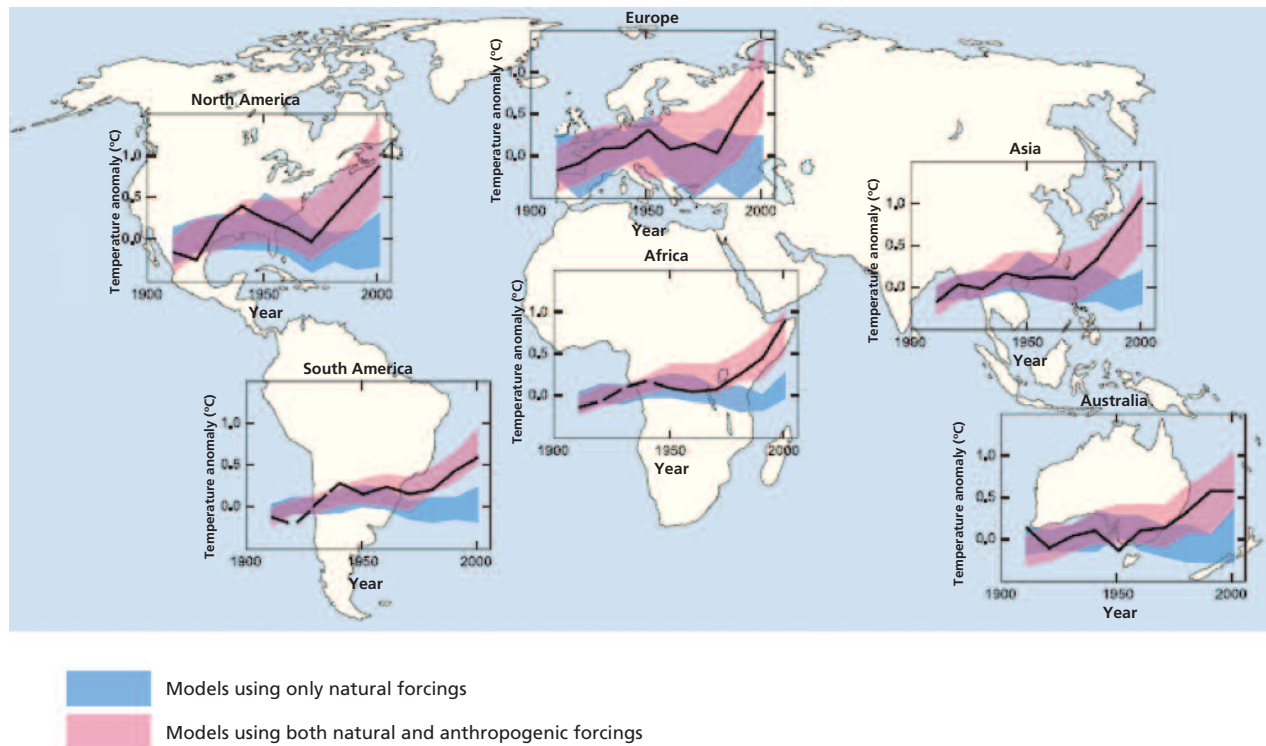 Europe
Temperature anomaly (°C)
1.0
0.5
0.0
1900
1950
2000
Year
North America
Temperature anomaly (°C)
1.0
0.5
0.0
1900
1950
2000
Year
Asia
Temperature anomaly (°C)
1.0
0.5
0.0
1900
1950
2000
Year
Africa
Temperature anomaly (°C)
1.0
0.5
0.0
1900
1950
2000
Year
South America
Temperature anomaly (°C)
1.0
0.5
0.0
1900
1950
2000
Year
Australia
Temperature anomaly (°C)
1.0
0.5
0.0
1900
1950
2000
Year
Models using only natural forcings
Models using both natural and anthropogenic forcings